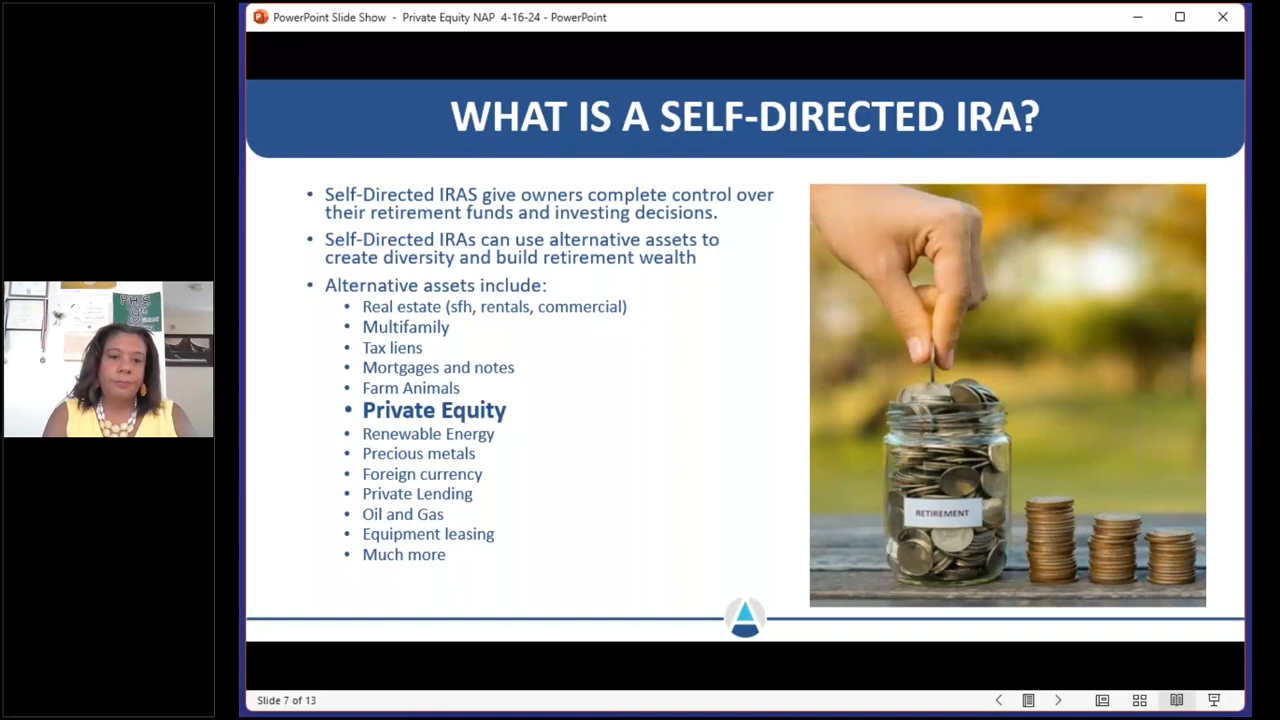 PowerPoint Slide Show - Private Equity NAP 4-16-24 - PowerPoint
WHAT IS A SELF-DIRECTED IRA?
• Self-Directed IRAS give owners complete control over
their retirement funds and investing decisions.
• Self-Directed IRAs can use alternative assets to
create diversity and build retirement wealth
• Alternative assets include:
• Real estate (sfh, rentals, commercial)
• Multifamily
• Tax liens
• Mortgages and notes
• Farm Animals
• Private Equity
• Renewable Energy
• Precious metals
• Foreign currency
• Private Lending
• Oil and Gas
• Equipment leasing
• Much more
RETIREMENT
PHS
Slide 7 of 13